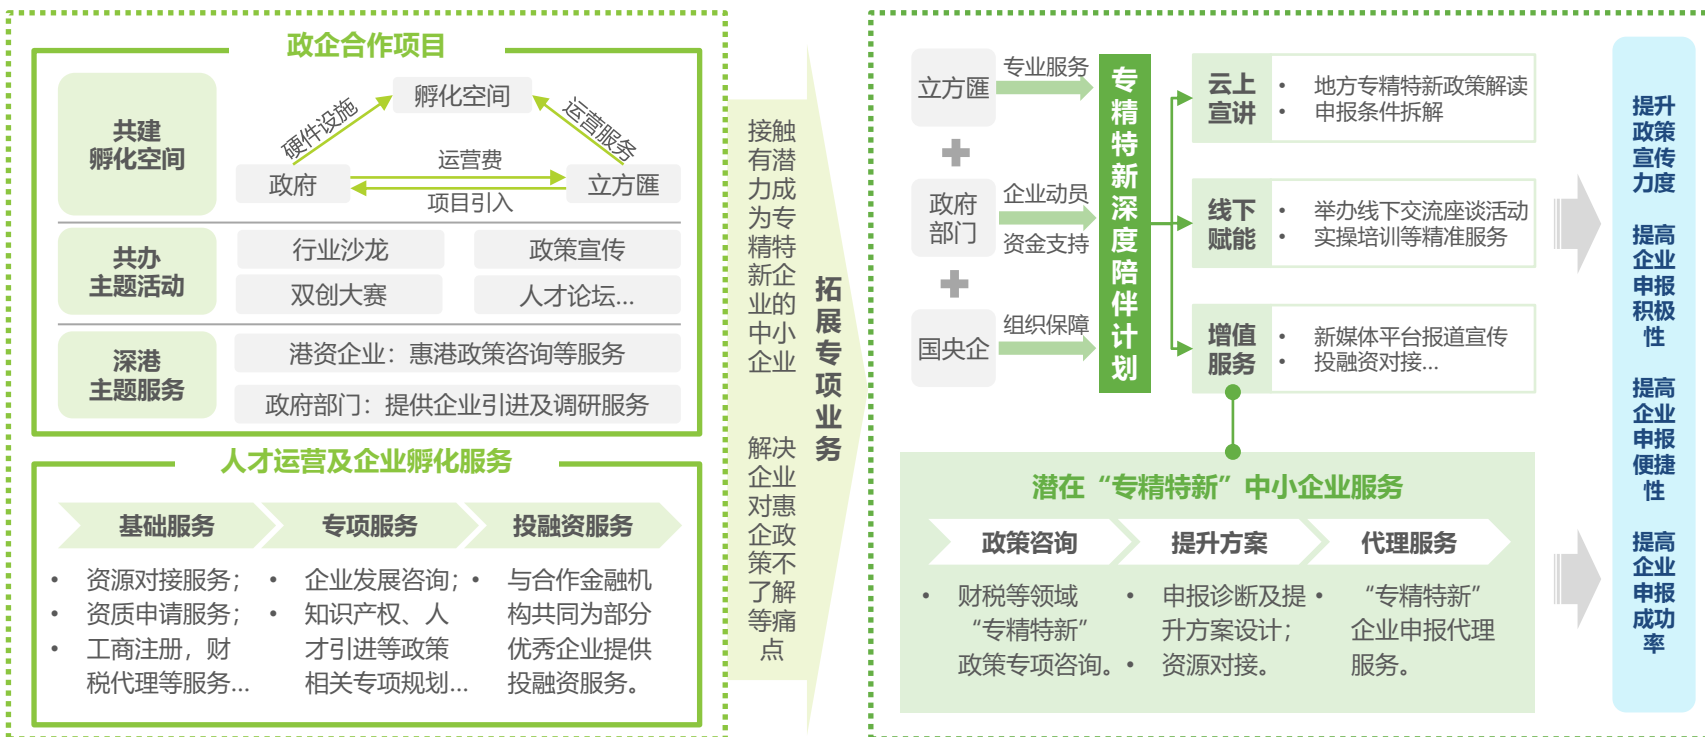 政企合作项目
共建
孵化空间
孵化空间
硬件设施
运营服务
运营费
政府
立方匯
项目引入
共办
主题活动
行业沙龙
政策宣传
双创大赛
人才论坛...
深港
主题服务
港资企业：惠港政策咨询等服务
政府部门：提供企业引进及调研服务
人才运营及企业孵化服务
基础服务
专项服务
投融资服务
• 资源对接服务；
• 资质申请服务；
• 工商注册，财
税代理等服务...
• 企业发展咨询；
• 知识产权、人
才引进等政策
相关专项规划...
• 与合作金融机
构共同为部分
优秀企业提供
投融资服务。
接触
有潜
力成
为专
精特
新企
业的
中小
企业
解决
企业
对惠
企政
策不
了解
等痛
点
拓展专项业务
立方匯
专业服务
政府
部门
企业动员
资金支持
国央企
组织保障
专精特新深度陪伴计划
云上
宣讲
• 地方专精特新政策解读
• 申报条件拆解
线下
赋能
• 举办线下交流座谈活动
• 实操培训等精准服务
增值
服务
• 新媒体平台报道宣传
• 投融资对接...
潜在“专精特新”中小企业服务
政策咨询
提升方案
代理服务
• 财税等领域
“专精特新”
政策专项咨询。
• 申报诊断及提
升方案设计；
• 资源对接。
• “专精特新”
企业申报代理
服务。
提升
政策
宣传
力度
提高
企业
申报
积极
性
提高
企业
申报
便捷
性
提高
企业
申报
成功
率